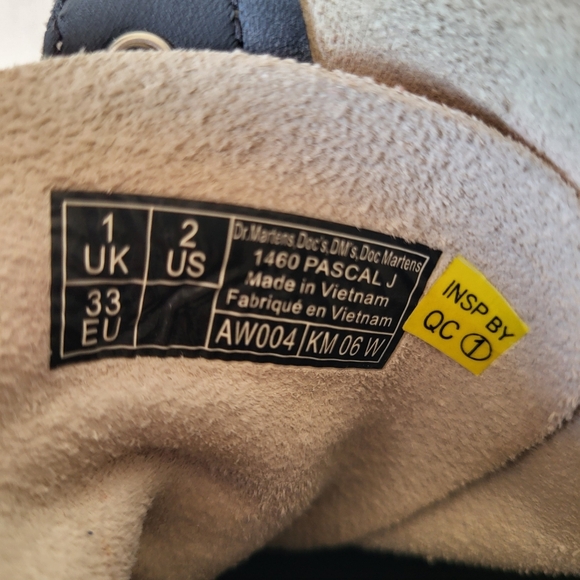 1
UK
2
US
33
EU
Dr.Martens,Doc's,DM's,Doc Martens
1460 PASCAL J
Made in Vietnam
Fabriqué en Vietnam
AW004
KM 06 W
INSP BY
QC 1